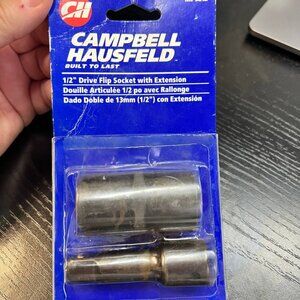 CH
CAMPBELL
HAUSFELD
BUILT TO LAST
1/2" Drive Flip Socket with Extension
Douille Articulée 1/2 po avec Rallonge
Dado Doble de 13mm (1/2") con Extensión